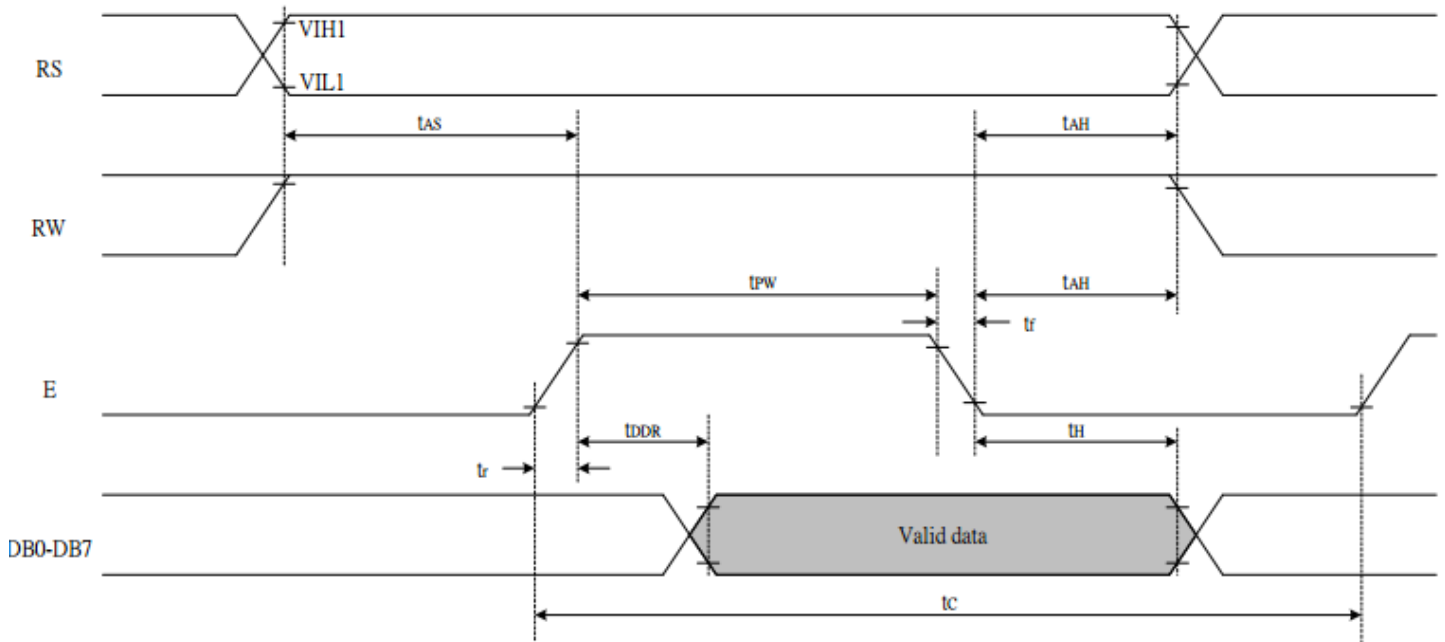 VIH1
RS
VIL1
tAS
tAH
RW
tPW
tAH
tf
E
tDDR
tH
tr
Valid data
DB0-DB7
tC